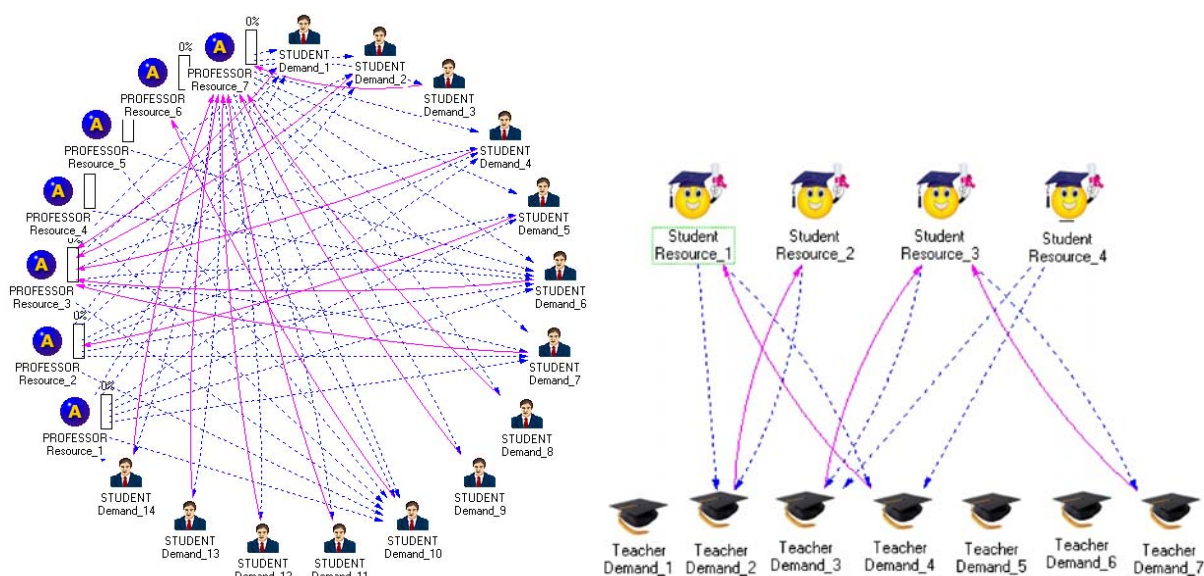 0%
STUDENT
Demand_1
0%
A
PROFESSOR
Resource_7
STUDENT
Demand_2
A
PROFESSOR
Resource_6
STUDENT
Demand_3
A
PROFESSOR
Resource_5
STUDENT
Demand_4
A
PROFESSOR
Resource_4
STUDENT
Demand_5
0%
A
PROFESSOR
Resource_3
STUDENT
Demand_6
0%
A
PROFESSOR
Resource_2
STUDENT
Demand_7
0%
A
PROFESSOR
Resource_1
STUDENT
Demand_8
STUDENT
Demand_9
STUDENT
Demand_10
STUDENT
Demand_11
STUDENT
Demand_12
STUDENT
Demand_13
STUDENT
Demand_14
Student
Resource_1
Student
Resource_2
Student
Resource_3
Student
Resource_4
Teacher
Demand_1
Teacher
Demand_2
Teacher
Demand_3
Teacher
Demand_4
Teacher
Demand_5
Teacher
Demand_6
Teacher
Demand_7